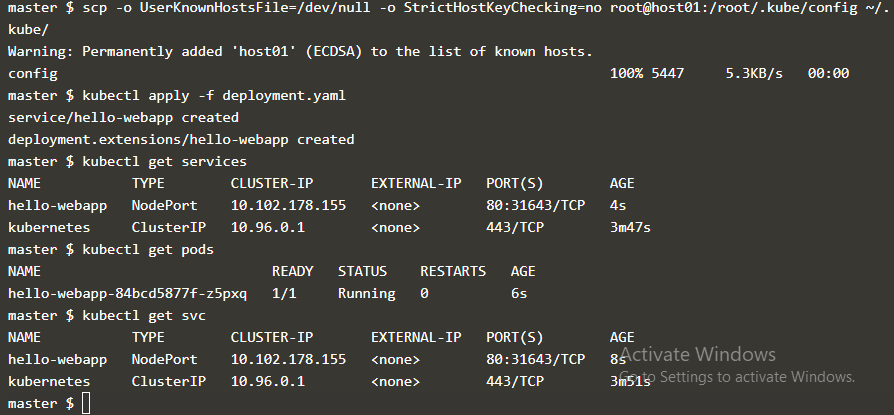 master $ scp -o UserKnownHostsFile=/dev/null -o StrictHostKeyChecking=no root@host01:/root/.kube/config ~/.
kube/
Warning: Permanently added 'host01' (ECDSA) to the list of known hosts.
config 100% 5447 5.3KB/s 00:00
master $ kubectl apply -f deployment.yaml
service/hello-webapp created
deployment.extensions/hello-webapp created
master $ kubectl get services
NAME TYPE CLUSTER-IP EXTERNAL-IP PORT(S) AGE
hello-webapp NodePort 10.102.178.155 <none> 80:31643/TCP 4s
kubernetes ClusterIP 10.96.0.1 <none> 443/TCP 3m47s
master $ kubectl get pods
NAME READY STATUS RESTARTS AGE
hello-webapp-84bcd5877f-z5pxq 1/1 Running 0 6s
master $ kubectl get svc
NAME TYPE CLUSTER-IP EXTERNAL-IP PORT(S) AGE
hello-webapp NodePort 10.102.178.155 <none> 80:31643/TCP 8s
kubernetes ClusterIP 10.96.0.1 <none> 443/TCP 3m51s
master $
Activate Windows
Go to Settings to activate Windows.